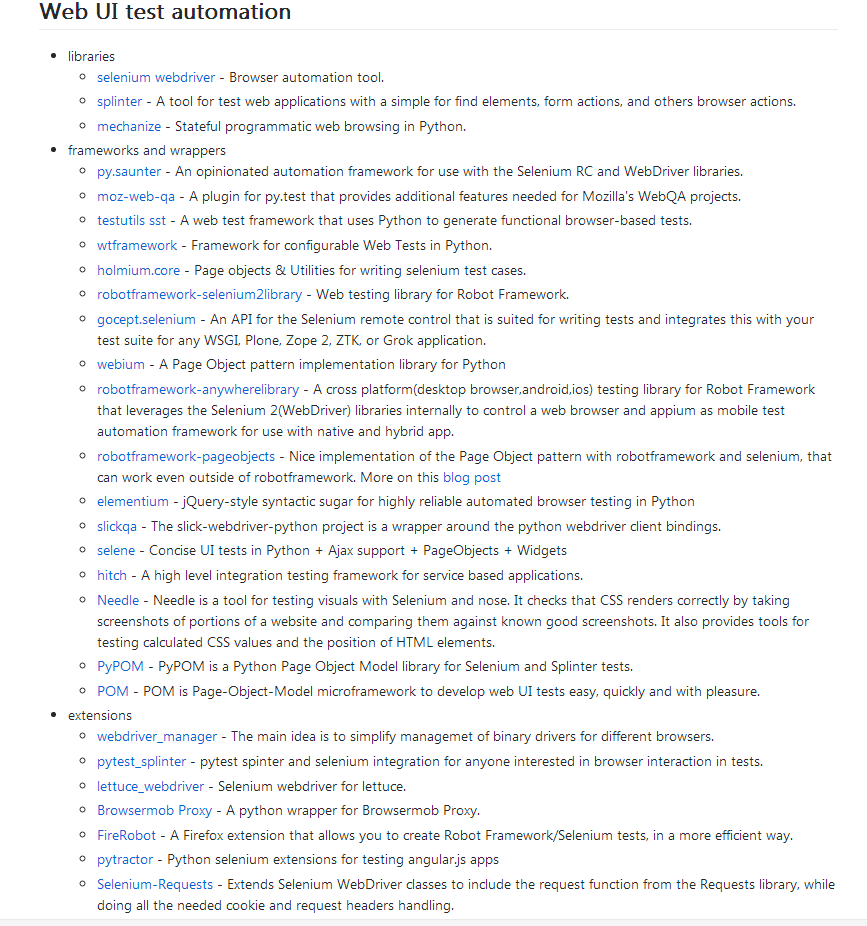 Web UI test automation
libraries
selenium webdriver - Browser automation tool.
splinter - A tool for test web applications with a simple for find elements, form actions, and others browser actions.
mechanize - Stateful programmatic web browsing in Python.
frameworks and wrappers
py.saunter - An opinionated automation framework for use with the Selenium RC and WebDriver libraries.
moz-web-qa - A plugin for py.test that provides additional features needed for Mozilla's WebQA projects.
testutils sst - A web test framework that uses Python to generate functional browser-based tests.
wtframework - Framework for configurable Web Tests in Python.
holmium.core - Page objects & Utilities for writing selenium test cases.
robotframework-selenium2library - Web testing library for Robot Framework.
gocept.selenium - An API for the Selenium remote control that is suited for writing tests and integrates this with your
test suite for any WSGI, Plone, Zope 2, ZTK, or Grok application.
webium - A Page Object pattern implementation library for Python
robotframework-anywherelibrary - A cross platform(desktop browser,android,ios) testing library for Robot Framework
that leverages the Selenium 2(WebDriver) libraries internally to control a web browser and appium as mobile test
automation framework for use with native and hybrid app.
robotframework-pageobjects - Nice implementation of the Page Object pattern with robotframework and selenium, that
can work even outside of robotframework. More on this blog post
elementium - jQuery-style syntactic sugar for highly reliable automated browser testing in Python
slickqa - The slick-webdriver-python project is a wrapper around the python webdriver client bindings.
selene - Concise UI tests in Python + Ajax support + PageObjects + Widgets
hitch - A high level integration testing framework for service based applications.
Needle - Needle is a tool for testing visuals with Selenium and nose. It checks that CSS renders correctly by taking
screenshots of portions of a website and comparing them against known good screenshots. It also provides tools for
testing calculated CSS values and the position of HTML elements.
PyPOM - PyPOM is a Python Page Object Model library for Selenium and Splinter tests.
POM - POM is Page-Object-Model microframework to develop web UI tests easy, quickly and with pleasure.
extensions
webdriver_manager - The main idea is to simplify managemet of binary drivers for different browsers.
pytest_splinter - pytest spinter and selenium integration for anyone interested in browser interaction in tests.
lettuce_webdriver - Selenium webdriver for lettuce.
Browsermob Proxy - A python wrapper for Browsermob Proxy.
FireRobot - A Firefox extension that allows you to create Robot Framework/Selenium tests, in a more efficient way.
pytractor - Python selenium extensions for testing angular.js apps
Selenium-Requests - Extends Selenium WebDriver classes to include the request function from the Requests library, while
doing all the needed cookie and request headers handling.